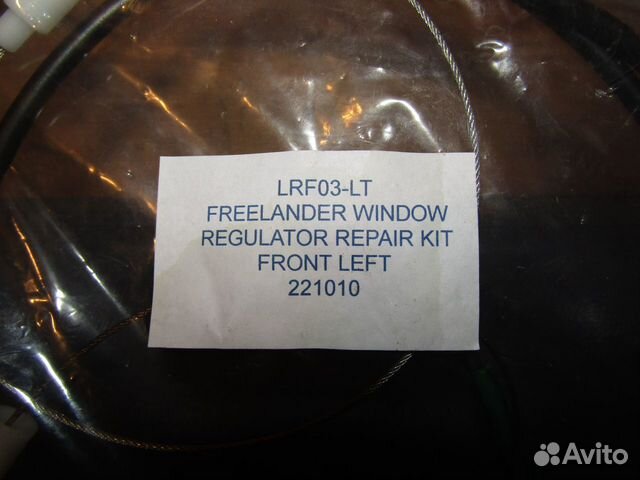 LRF03-LT
FREELANDER WINDOW
REGULATOR REPAIR KIT
FRONT LEFT
221010
Avito